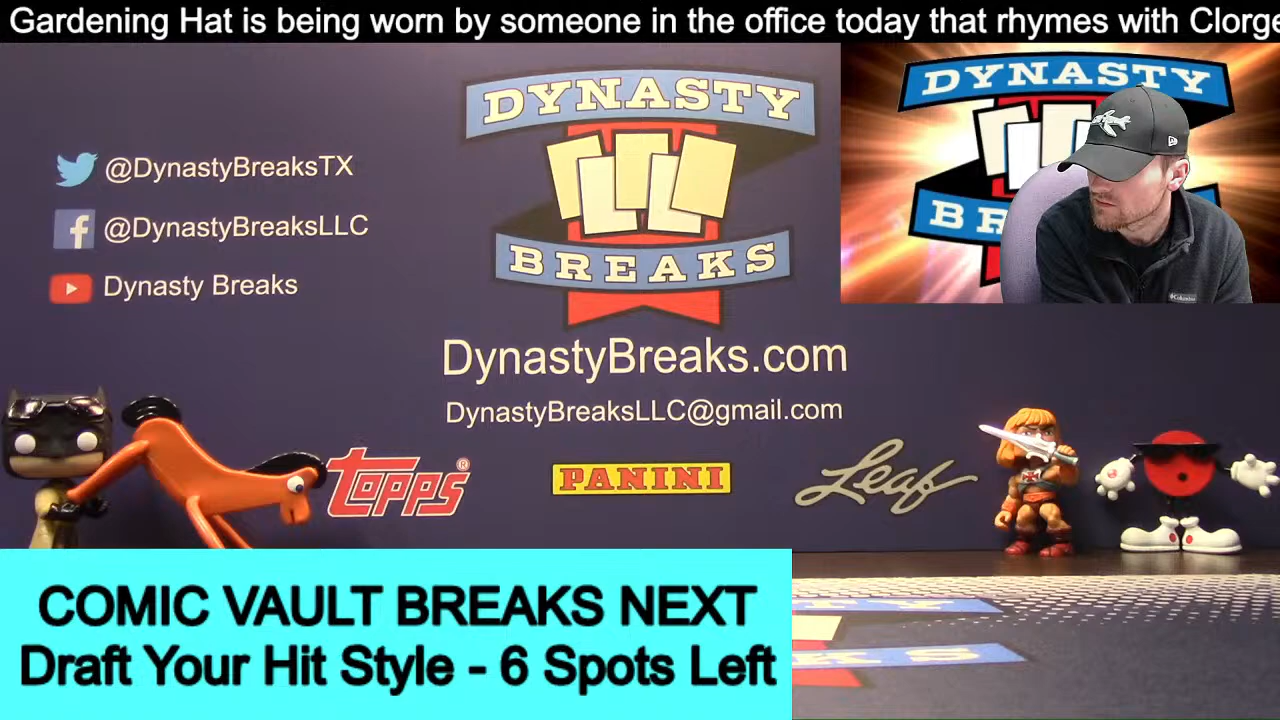 Gardening Hat is being worn by someone in the office today that rhymes with Clorge
DYNASTY
BREAKS
@DynastyBreaksTX
@DynastyBreaksLLC
Dynasty Breaks
DynastyBreaks.com
DynastyBreaksLLC@gmail.com
topps®
PANINI
Leaf
DYNASTY
BR
Columbia
COMIC VAULT BREAKS NEXT
Draft Your Hit Style - 6 Spots Left